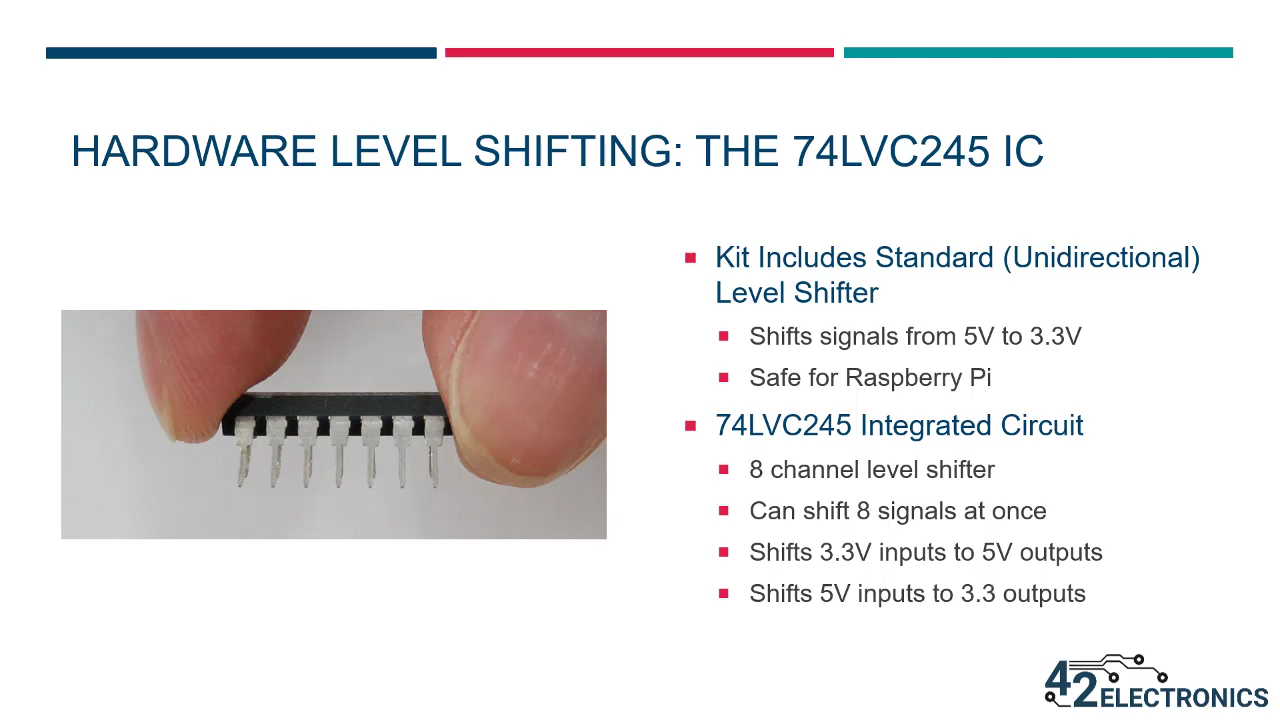 HARDWARE LEVEL SHIFTING: THE 74LVC245 IC
Kit Includes Standard (Unidirectional)
Level Shifter
Shifts signals from 5V to 3.3V
Safe for Raspberry Pi
74LVC245 Integrated Circuit
8 channel level shifter
Can shift 8 signals at once
Shifts 3.3V inputs to 5V outputs
Shifts 5V inputs to 3.3 outputs
42 ELECTRONICS